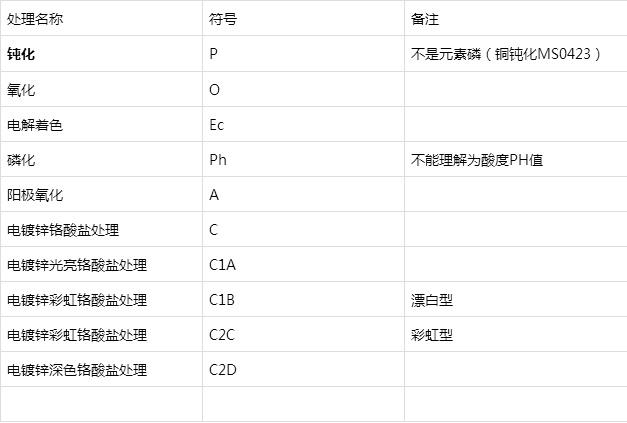 处理名称 符号 备注
钝化 P 不是元素磷（铜钝化MS0423）
氧化 O
电解着色 Ec
磷化 Ph 不能理解为酸度PH值
阳极氧化 A
电镀锌铬酸盐处理 C
电镀锌光亮铬酸盐处理 C1A
电镀锌彩虹铬酸盐处理 C1B 漂白型
电镀锌彩虹铬酸盐处理 C2C 彩虹型
电镀锌深色铬酸盐处理 C2D